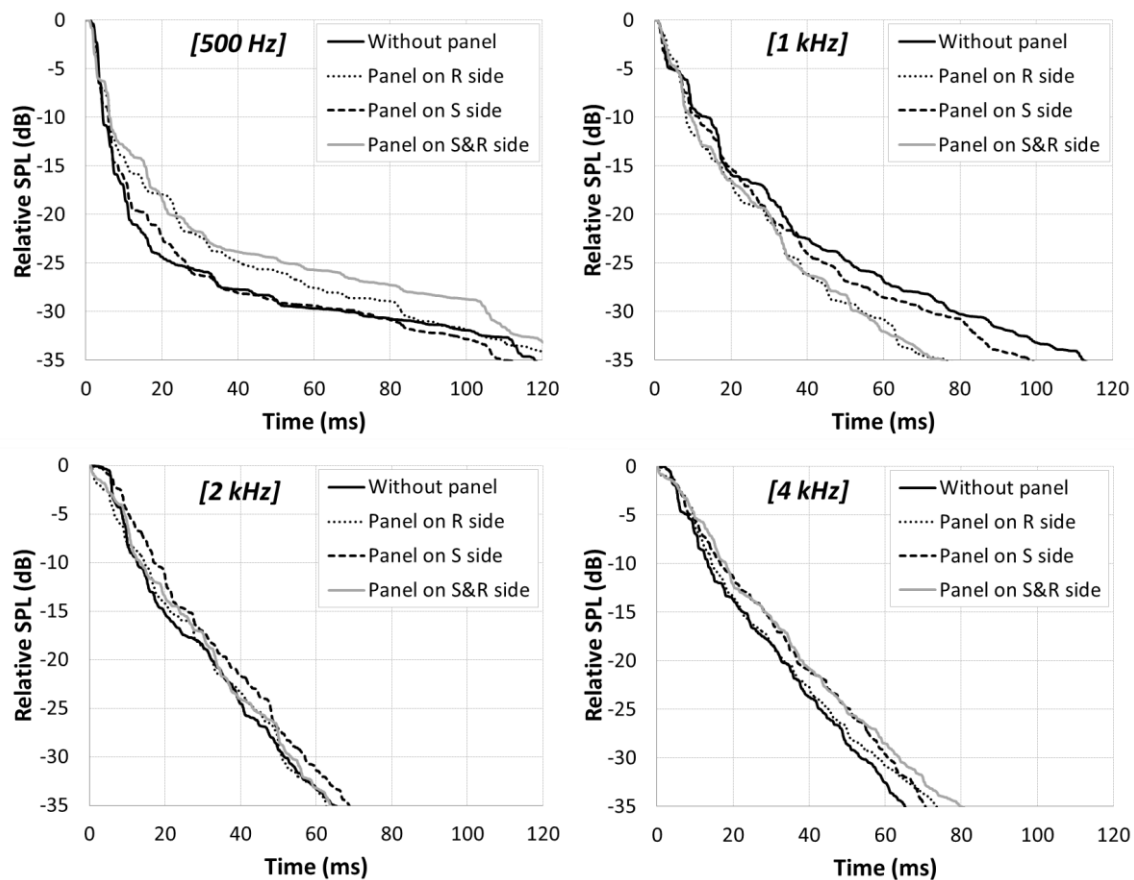 [500 Hz]
Without panel
Panel on R side
Panel on S side
Panel on S&R side
Relative SPL (dB)
0
-5
-10
-15
-20
-25
-30
-35
0 20 40 60 80 100 120
Time (ms)
[1 kHz]
Without panel
Panel on R side
Panel on S side
Panel on S&R side
Relative SPL (dB)
0
-5
-10
-15
-20
-25
-30
-35
0 20 40 60 80 100 120
Time (ms)
[2 kHz]
Without panel
Panel on R side
Panel on S side
Panel on S&R side
Relative SPL (dB)
0
-5
-10
-15
-20
-25
-30
-35
0 20 40 60 80 100 120
Time (ms)
[4 kHz]
Without panel
Panel on R side
Panel on S side
Panel on S&R side
Relative SPL (dB)
0
-5
-10
-15
-20
-25
-30
-35
0 20 40 60 80 100 120
Time (ms)